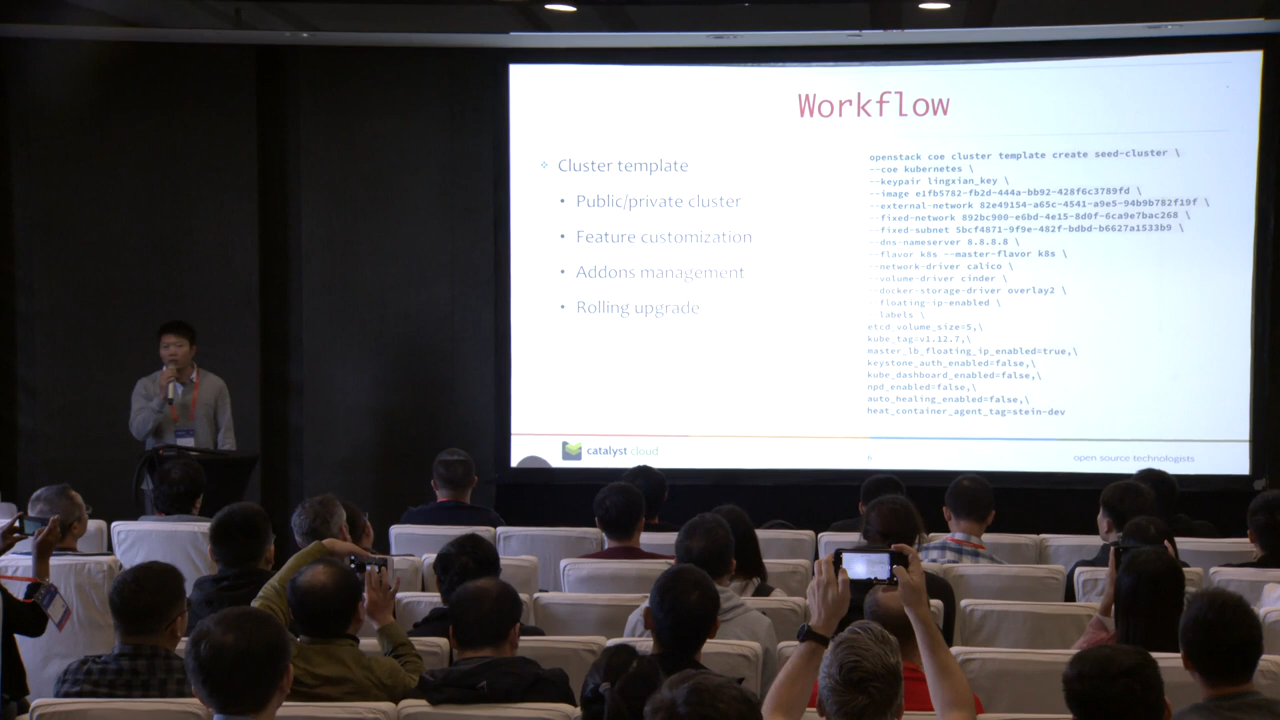 Workflow
Cluster template
• Public/private cluster
• Feature customization
• Addons management
• Rolling upgrade
openstack coe cluster template create seed-cluster \
--coe kubernetes \
--keypair lingxian_key \
--image e1fb5782-fb2d-444a-bb92-428f6c3789fd \
--external-network 82e49154-a65c-4541-a9e5-94b9b782f19f \
--fixed-network 892bc900-e6bd-4e15-8d0f-6ca9e7bac268 \
--fixed-subnet 5bcf4871-9f9e-482f-bdbd-b6627a1533b9 \
--dns-nameserver 8.8.8.8 \
--flavor k8s --master-flavor k8s \
--network-driver calico \
--volume-driver cinder \
--docker-storage-driver overlay2 \
--floating-ip-enabled \
--labels \
etcd_volume_size=5,\
kube_tag=v1.12.7,\
master_lb_floating_ip_enabled=true,\
keystone_auth_enabled=false,\
kube_dashboard_enabled=false,\
npd_enabled=false,\
auto_healing_enabled=false,\
heat_container_agent_tag=stein-dev
catalyst cloud
6
open source technologists